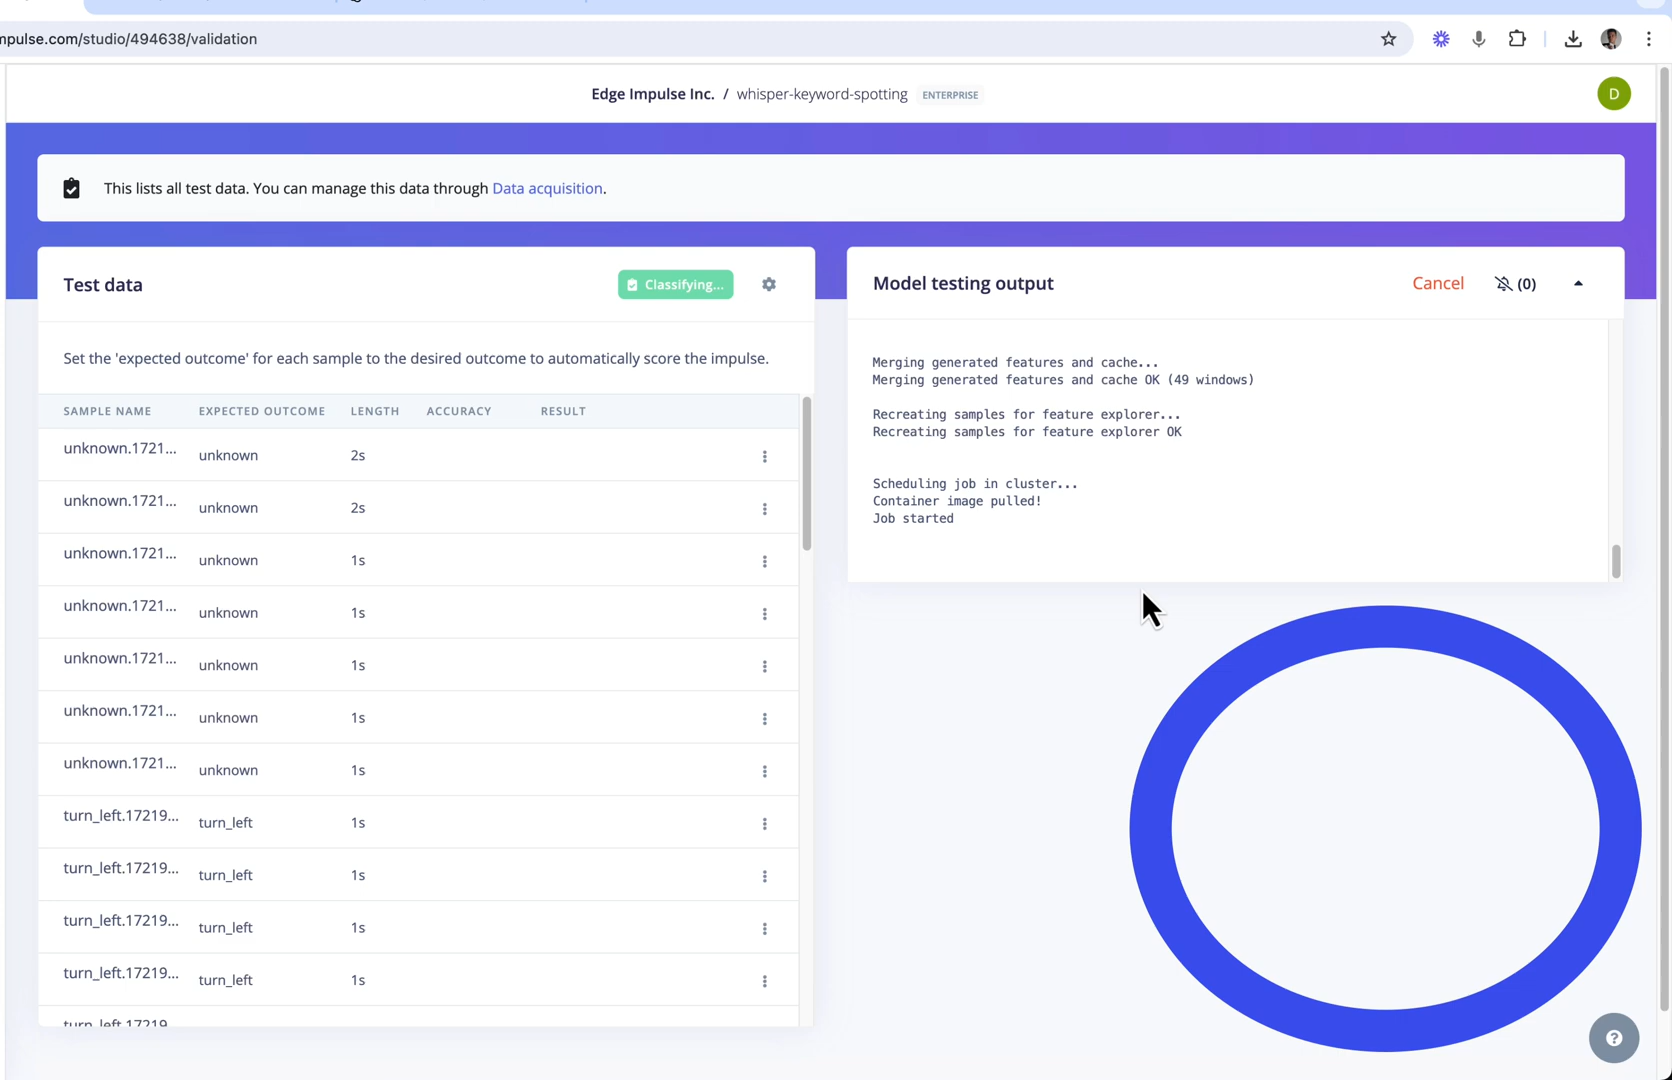 mpulse.com/studio/494638/validation
Edge Impulse Inc. / whisper-keyword-spotting ENTERPRISE
D
This lists all test data. You can manage this data through Data acquisition.
Test data
Classifying...
Set the 'expected outcome' for each sample to the desired outcome to automatically score the impulse.
SAMPLE NAME EXPECTED OUTCOME LENGTH ACCURACY RESULT
unknown.1721... unknown 2s
unknown.1721... unknown 2s
unknown.1721... unknown 1s
unknown.1721... unknown 1s
unknown.1721... unknown 1s
unknown.1721... unknown 1s
unknown.1721... unknown 1s
turn_left.17219... turn_left 1s
turn_left.17219... turn_left 1s
turn_left.17219... turn_left 1s
turn_left.17219... turn_left 1s
turn_left.17219
Model testing output
Cancel
(0)
Merging generated features and cache...
Merging generated features and cache OK (49 windows)
Recreating samples for feature explorer...
Recreating samples for feature explorer OK
Scheduling job in cluster...
Container image pulled!
Job started
?